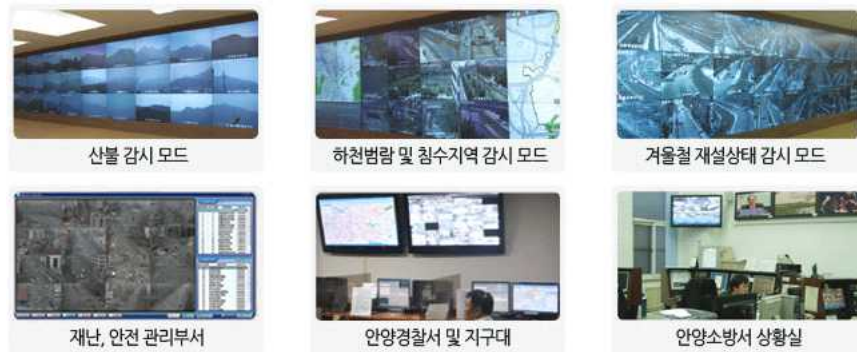 산불 감시 모드
하천범람 및 침수지역 감시 모드
겨울철 재설상태 감시 모드
재난, 안전 관리부서
안양경찰서 및 지구대
안양소방서 상황실